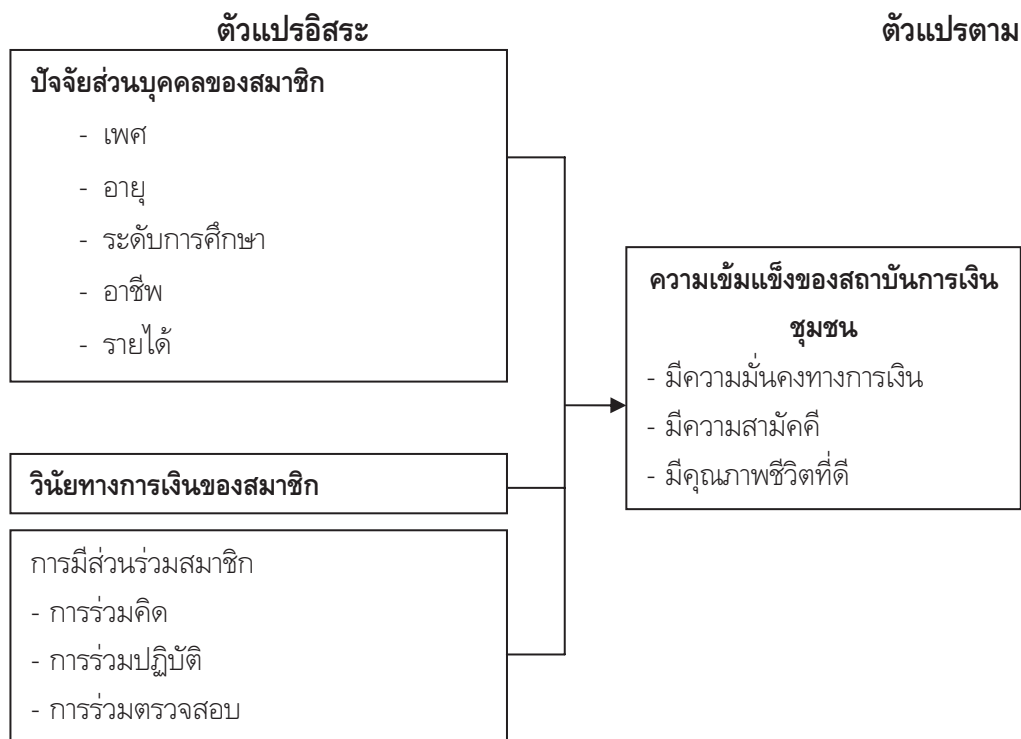 ตัวแปรอิสระ
ตัวแปรตาม
ปัจจัยส่วนบุคคลของสมาชิก
- เพศ
- อายุ
- ระดับการศึกษา
- อาชีพ
- รายได้
วินัยทางการเงินของสมาชิก
การมีส่วนร่วมสมาชิก
- การร่วมคิด
- การร่วมปฏิบัติ
- การร่วมตรวจสอบ
ความเข้มแข็งของสถาบันการเงิน
ชุมชน
- มีความมั่นคงทางการเงิน
- มีความสามัคคี
- มีคุณภาพชีวิตที่ดี